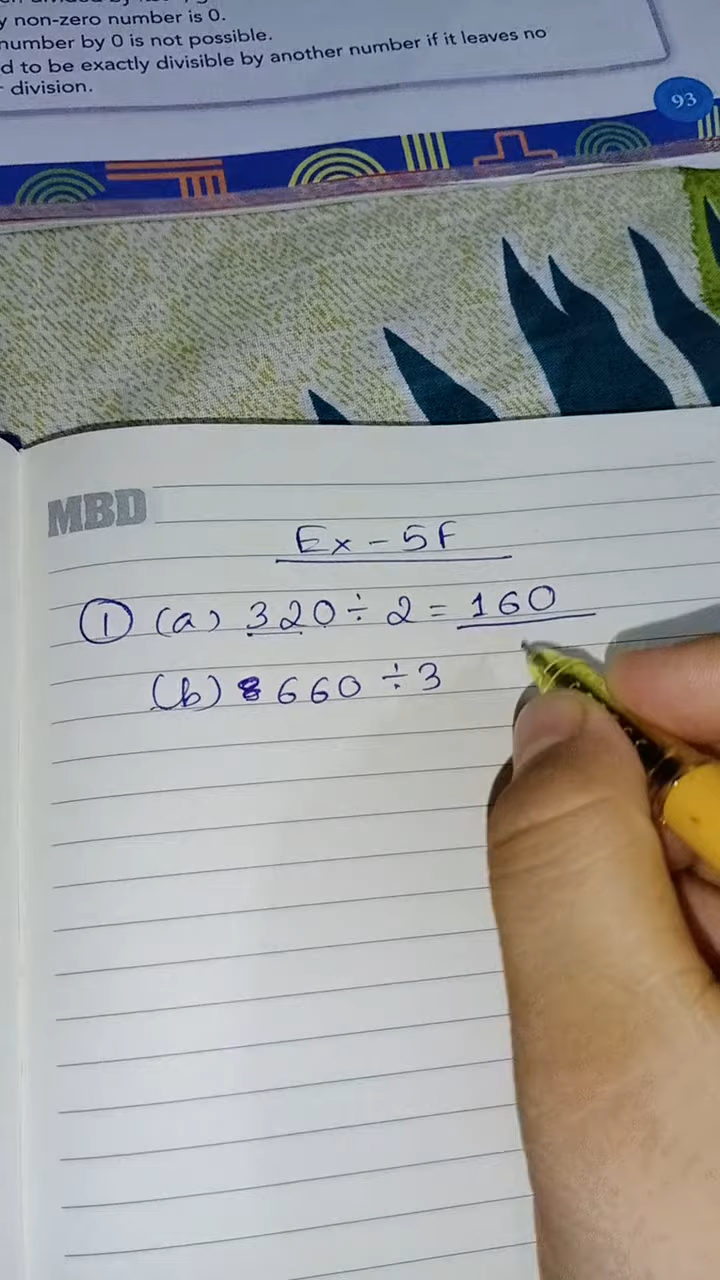 y non-zero number is 0.
number by 0 is not possible.
d to be exactly divisible by another number if it leaves no
division.
93
MBD
Ex - 5F
① (a) 320 ÷ 2 = 160
(b) 660 ÷ 3